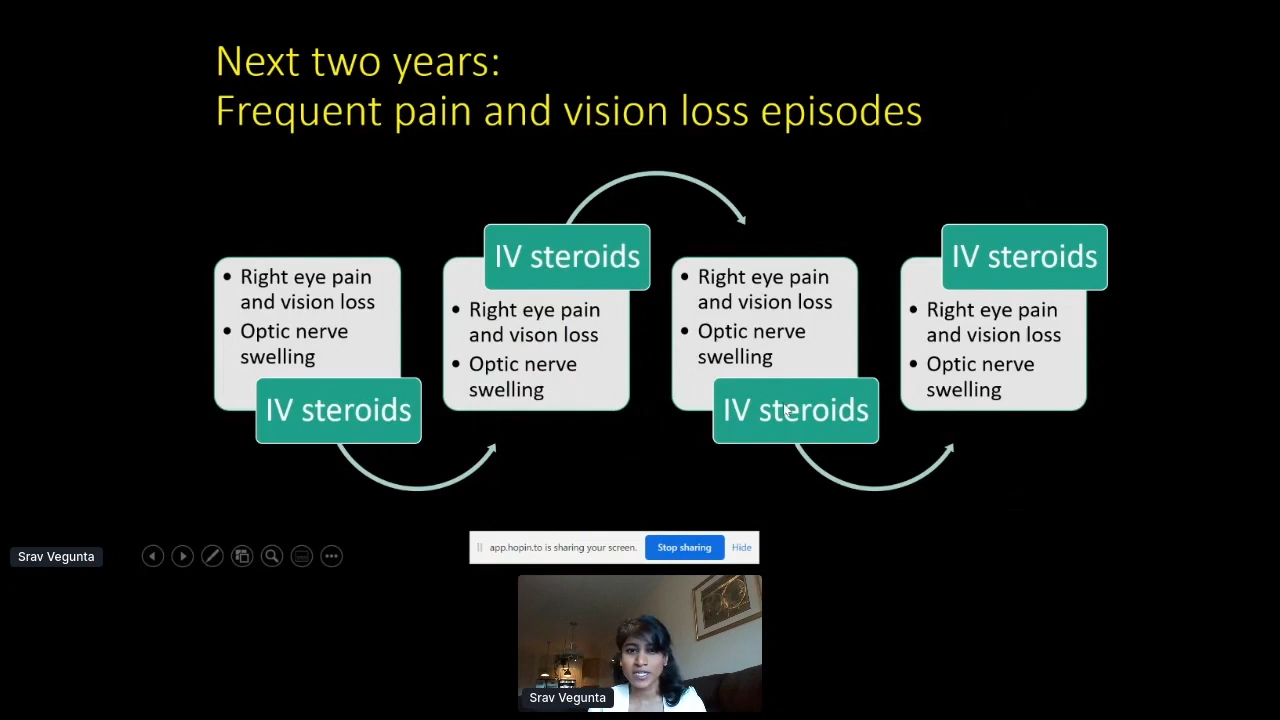 Next two years:
Frequent pain and vision loss episodes
• Right eye pain
and vision loss
• Optic nerve
swelling
IV steroids
IV steroids
• Right eye pain
and vison loss
• Optic nerve
swelling
• Right eye pain
and vision loss
• Optic nerve
swelling
IV steroids
IV steroids
• Right eye pain
and vision loss
• Optic nerve
swelling
Srav Vegunta
app.hopin.to is sharing your screen.
Stop sharing
Hide
Srav Vegunta